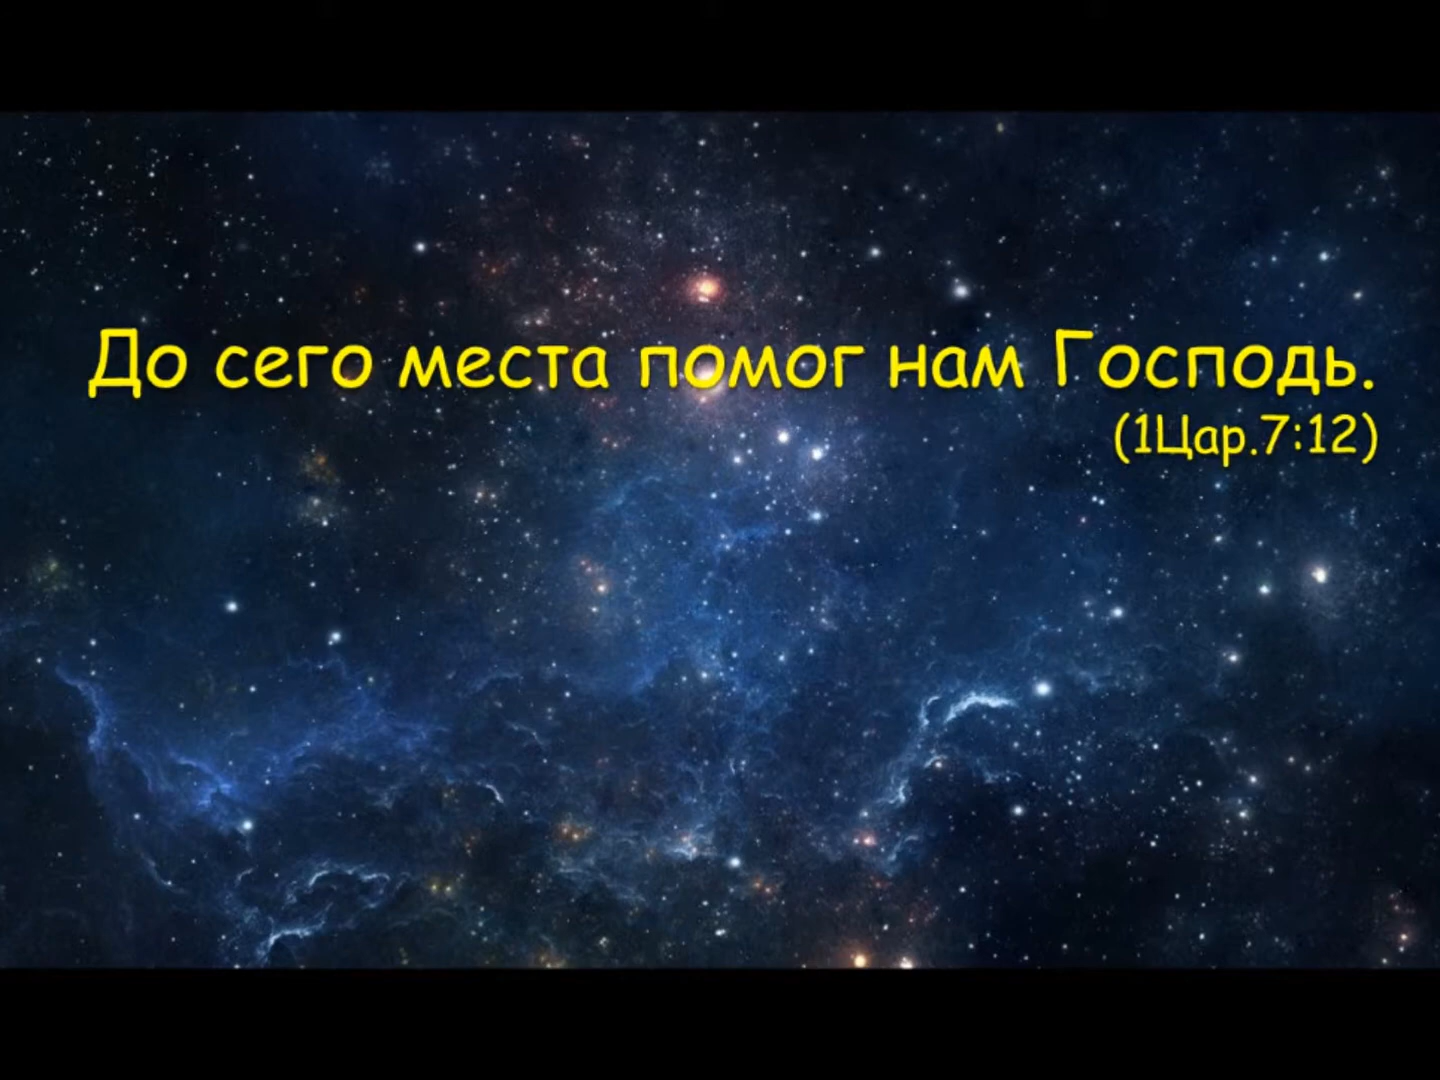 До сего места помог нам Господь.
(1Цар.7:12)